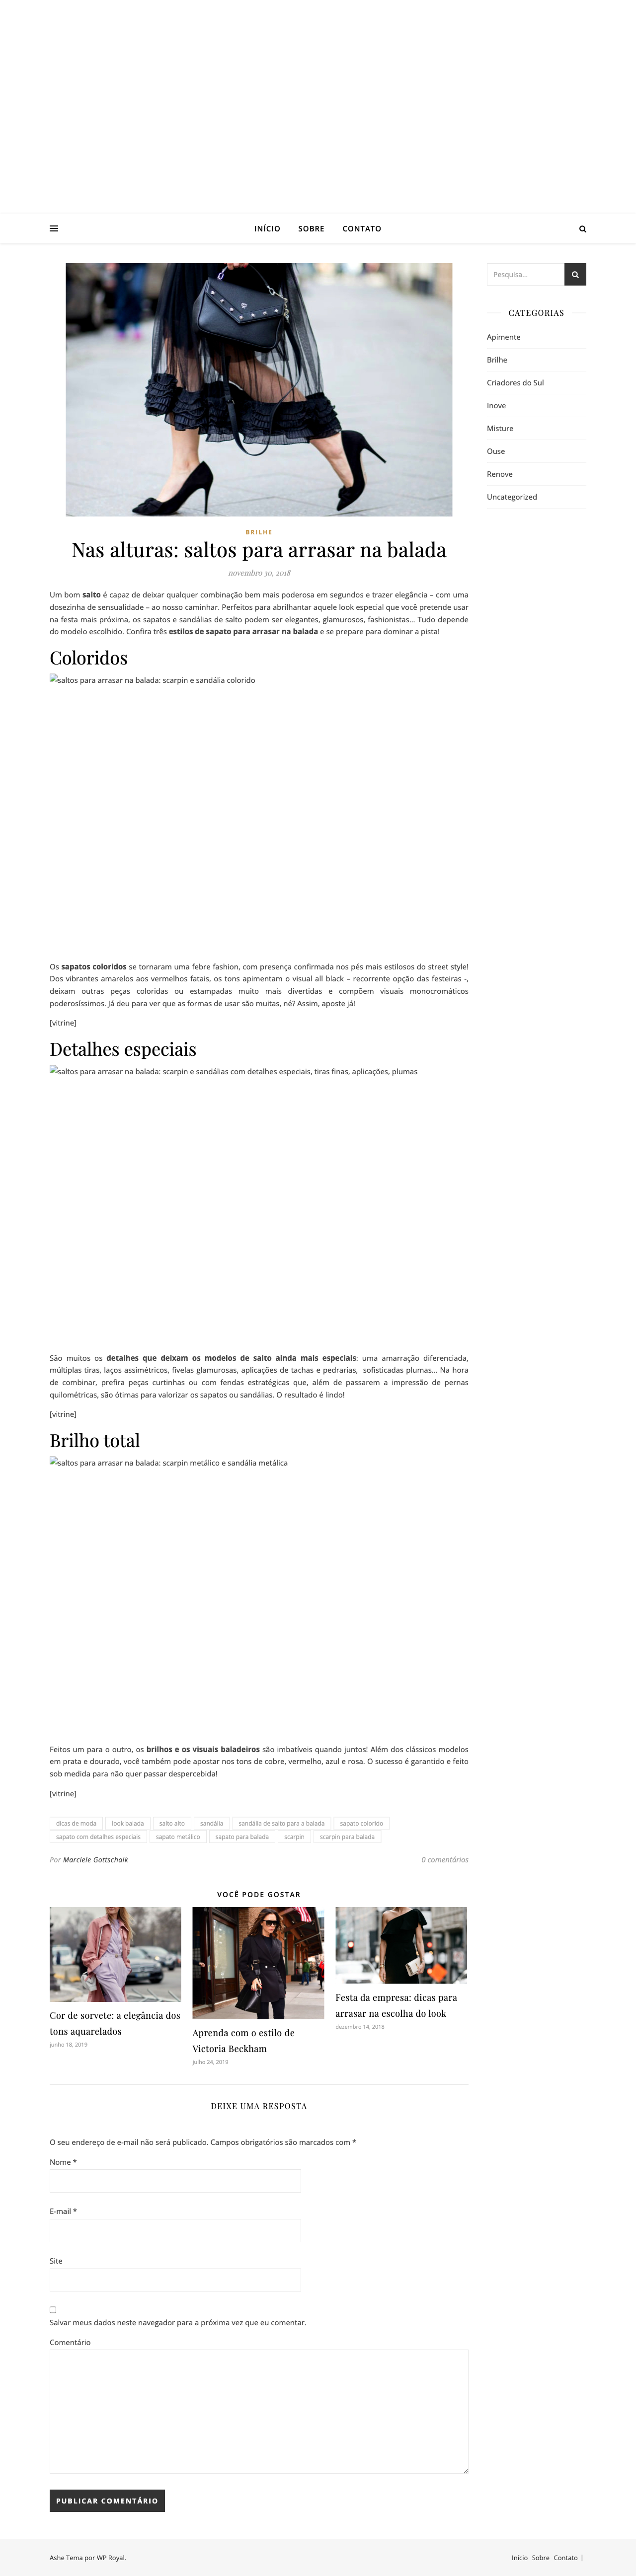 INÍCIO SOBRE CONTATO
BRILHE
Nas alturas: saltos para arrasar na balada
novembro 30, 2018
Um bom salto é capaz de deixar qualquer combinação bem mais poderosa em segundos e trazer elegância – com uma
dosezinha de sensualidade – ao nosso caminhar. Perfeitos para abrilhantar aquele look especial que você pretende usar
na festa mais próxima, os sapatos e sandálias de salto podem ser elegantes, glamurosos, fashionistas… Tudo depende
do modelo escolhido. Confira três estilos de sapato para arrasar na balada e se prepare para dominar a pista!
Coloridos
saltos para arrasar na balada: scarpin e sandália colorido
Os sapatos coloridos se tornaram uma febre fashion, com presença confirmada nos pés mais estilosos do street style!
Dos vibrantes amarelos aos vermelhos fatais, os tons apimentam o visual all black – recorrente opção das festeiras -,
deixam outras peças coloridas ou estampadas muito mais divertidas e compõem visuais monocromáticos
poderosíssimos. Já deu para ver que as formas de usar são muitas, né? Assim, aposte já!
[vitrine]
Detalhes especiais
saltos para arrasar na balada: scarpin e sandálias com detalhes especiais, tiras finas, aplicações, plumas
São muitos os detalhes que deixam os modelos de salto ainda mais especiais: uma amarração diferenciada,
múltiplas tiras, laços assimétricos, fivelas glamurosas, aplicações de tachas e pedrarias, sofisticadas plumas… Na hora
de combinar, prefira peças curtinhas ou com fendas estratégicas que, além de passarem a impressão de pernas
quilométricas, são ótimas para valorizar os sapatos ou sandálias. O resultado é lindo!
[vitrine]
Brilho total
saltos para arrasar na balada: scarpin metálico e sandália metálica
Feitos um para o outro, os brilhos e os visuais baladeiros são imbatíveis quando juntos! Além dos clássicos modelos
em prata e dourado, você também pode apostar nos tons de cobre, vermelho, azul e rosa. O sucesso é garantido e feito
sob medida para não quer passar despercebida!
[vitrine]
dicas de moda look balada salto alto sandália sandália de salto para a balada sapato colorido
sapato com detalhes especiais sapato metálico sapato para balada scarpin scarpin para balada
Por Marciele Gottschalk 0 comentários
VOCÊ PODE GOSTAR
Cor de sorvete: a elegância dos
tons aquarelados
junho 18, 2019
Aprenda com o estilo de
Victoria Beckham
julho 24, 2019
Festa da empresa: dicas para
arrasar na escolha do look
dezembro 14, 2018
DEIXE UMA RESPOSTA
O seu endereço de e-mail não será publicado. Campos obrigatórios são marcados com *
Nome *
E-mail *
Site
Salvar meus dados neste navegador para a próxima vez que eu comentar.
Comentário
PUBLICAR COMENTÁRIO
Pesquisa...
CATEGORIAS
Apimente
Brilhe
Criadores do Sul
Inove
Misture
Ouse
Renove
Uncategorized
Ashe Tema por WP Royal.
Início Sobre Contato |